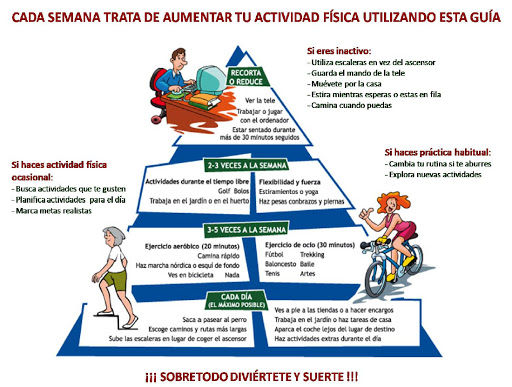 CADA SEMANA TRATA DE AUMENTAR TU ACTIVIDAD FÍSICA UTILIZANDO ESTA GUÍA
Si eres inactivo:
- Utiliza escaleras en vez del ascensor
- Guarda el mando de la tele
- Muévete por la casa
- Estira mientras esperas o estas en fila
- Camina cuando puedas
RECORTA
O REDUCE
Ver la tele
Trabajar o jugar
con el ordenador
Estar sentado durante
más de 30 minutos seguidos
Si haces actividad física
ocasional:
- Busca actividades que te gusten
- Planifica actividades para el día
- Marca metas realistas
Si haces práctica habitual:
- Cambia tu rutina si te aburres
- Explora nuevas actividades
2-3 VECES A LA SEMANA
Actividades durante el tiempo libre
Golf Bolos
Trabaja en el jardín o en el huerto
Flexibilidad y fuerza
Estiramientos o yoga
Haz pesas conbrazos y piernas
3-5 VECES A LA SEMANA
Ejercicio aeróbico (20 minutos)
Camina rápido
Haz marcha nórdica o esquí de fondo
Ves en bicicleta Nada
Ejercicio de ocio (30 minutos)
Fútbol Trekking
Baloncesto Baile
Tenis Artes
CADA DÍA
(EL MÁXIMO POSIBLE)
Saca a pasear al perro
Escoge caminos y rutas más largas
Sube las escaleras en lugar de coger el ascensor
Ves a pie a las tiendas o a hacer encargos
Trabaja en el jardín o haz tareas de casa
Aparca el coche lejos del lugar de destino
Haz actividades extras durante el día
¡¡¡ SOBRETODO DIVIÉRTETE Y SUERTE !!!